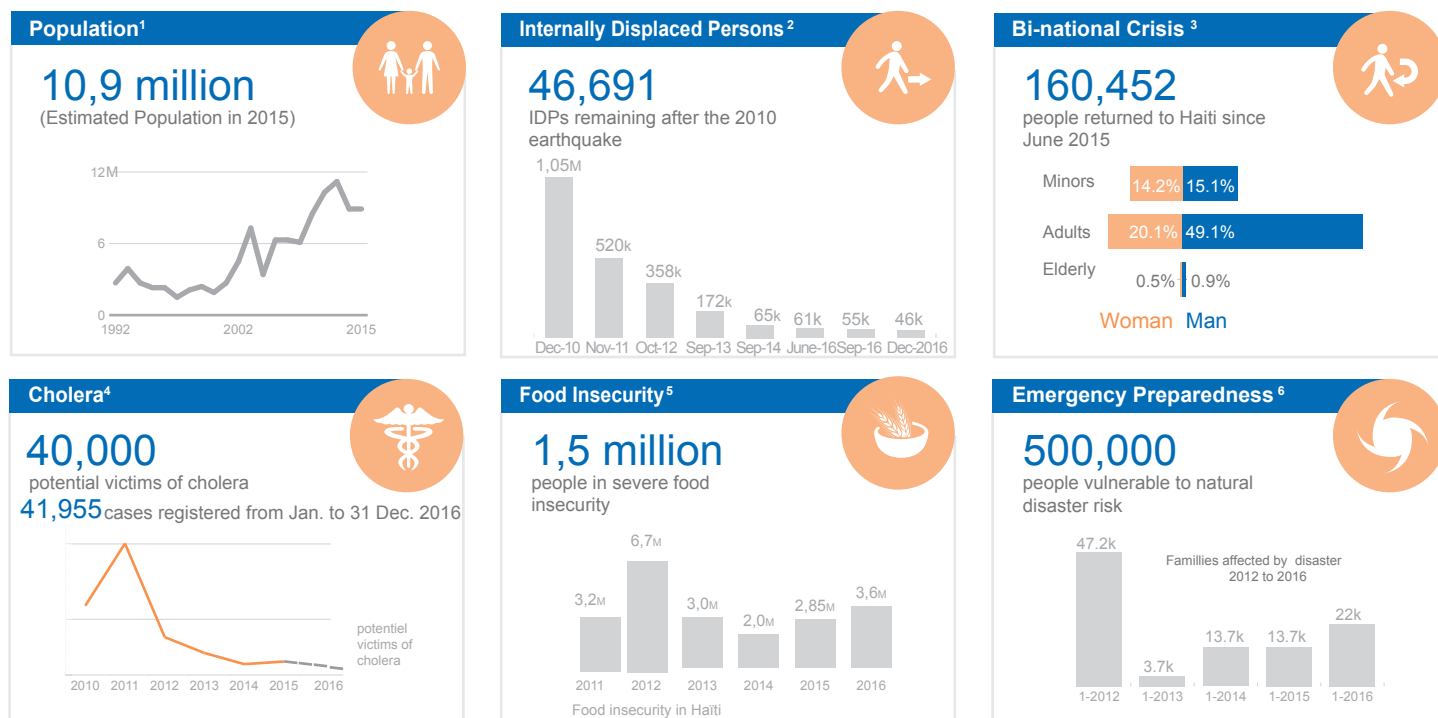 Population¹
10,9 million
(Estimated Population in 2015)
12M
6
0
1992 2002 2015
Internally Displaced Persons ²
46,691
IDPs remaining after the 2010
earthquake
1,05M
520k
358k
172k
65k
61k
55k
46k
Dec-10 Nov-11 Oct-12 Sep-13 Sep-14 June-16 Sep-16 Dec-2016
Bi-national Crisis ³
160,452
people returned to Haiti since
June 2015
Minors 14.2% 15.1%
Adults 20.1% 49.1%
Elderly 0.5% 0.9%
Woman Man
Cholera⁴
40,000
potential victims of cholera
41,955 cases registered from Jan. to 31 Dec. 2016
potentiel
victims of
cholera
2010 2011 2012 2013 2014 2015 2016
Food Insecurity ⁵
1,5 million
people in severe food
insecurity
3,2M
6,7M
3,0M
2,0M
2,85M
3,6M
2011 2012 2013 2014 2015 2016
Food insecurity in Haïti
Emergency Preparedness ⁶
500,000
people vulnerable to natural
disaster risk
Famillies affected by disaster
2012 to 2016
47.2k
3.7k
13.7k
13.7k
22k
1-2012 1-2013 1-2014 1-2015 1-2016